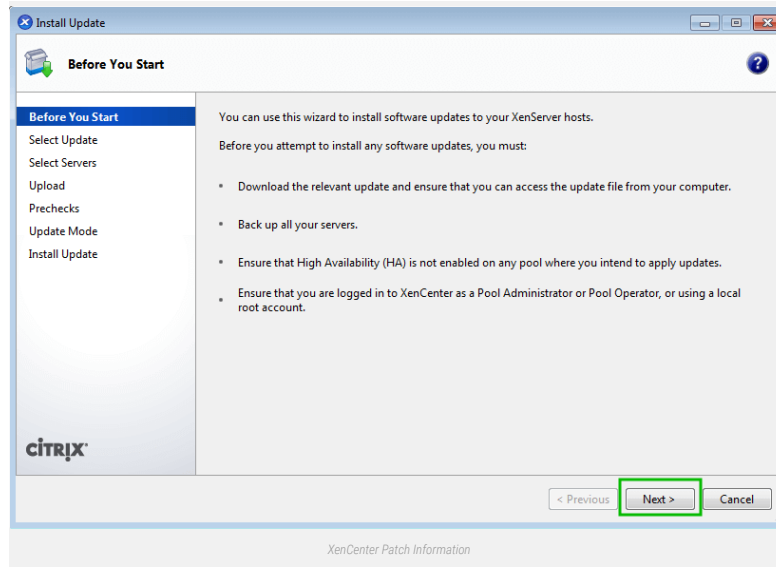 Install Update
Before You Start
?
Before You Start
Select Update
Select Servers
Upload
Prechecks
Update Mode
Install Update
You can use this wizard to install software updates to your XenServer hosts.
Before you attempt to install any software updates, you must:
Download the relevant update and ensure that you can access the update file from your computer.
Back up all your servers.
Ensure that High Availability (HA) is not enabled on any pool where you intend to apply updates.
Ensure that you are logged in to XenCenter as a Pool Administrator or Pool Operator, or using a local
root account.
CİTRIX
< Previous
Next >
Cancel
XenCenter Patch Information